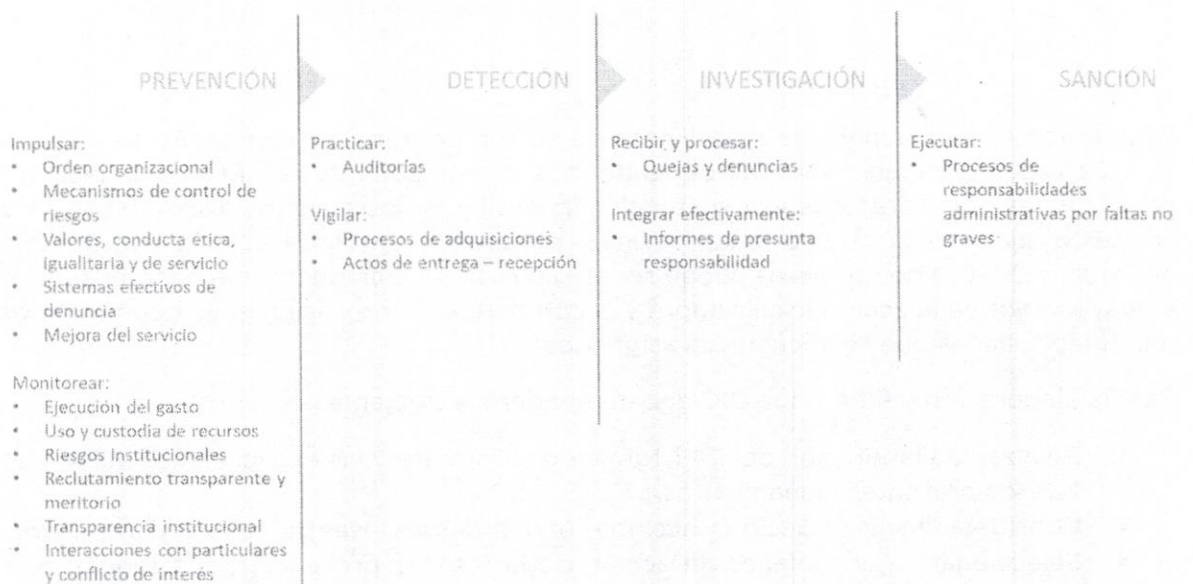 PREVENCIÓN
Impulsar:
• Orden organizacional
• Mecanismos de control de
riesgos
• Valores, conducta ética,
igualitaria y de servicio
• Sistemas efectivos de
denuncia
• Mejora del servicio
Monitorear:
• Ejecución del gasto
• Uso y custodia de recursos
• Riesgos Institucionales
• Reclutamiento transparente y
meritorio
• Transparencia institucional
• Interacciones con particulares
y conflicto de interés
DETECCIÓN
Practicar:
• Auditorías
Vigilar:
• Procesos de adquisiciones
• Actos de entrega – recepción
INVESTIGACIÓN
Recibir y procesar:
• Quejas y denuncias
Integrar efectivamente:
• Informes de presunta
responsabilidad
SANCIÓN
Ejecutar:
• Procesos de
responsabilidades
administrativas por faltas no
graves